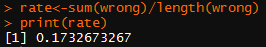 > rate<-sum(wrong)/length(wrong)
> print(rate)
[1] 0.1732673267